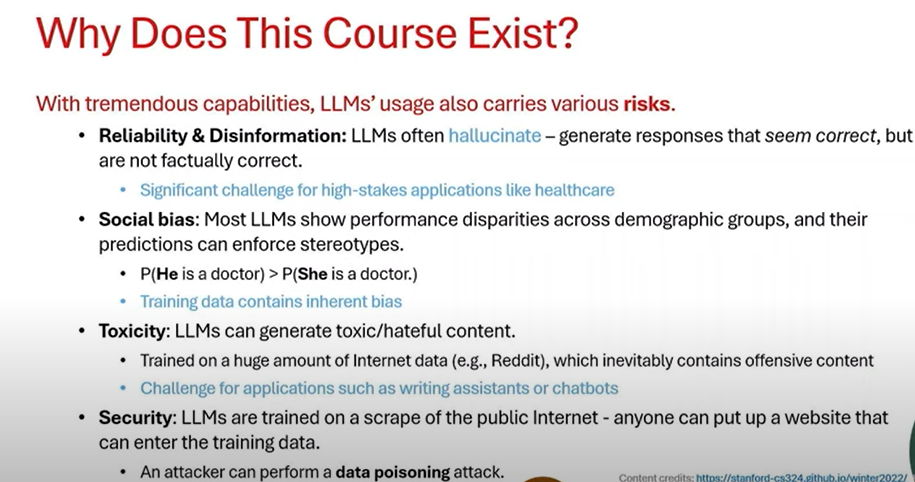 Why Does This Course Exist?
With tremendous capabilities, LLMs' usage also carries various risks.
• Reliability & Disinformation: LLMs often hallucinate – generate responses that seem correct, but
are not factually correct.
• Significant challenge for high-stakes applications like healthcare
• Social bias: Most LLMs show performance disparities across demographic groups, and their
predictions can enforce stereotypes.
• P(He is a doctor) > P(She is a doctor.)
• Training data contains inherent bias
• Toxicity: LLMs can generate toxic/hateful content.
• Trained on a huge amount of Internet data (e.g., Reddit), which inevitably contains offensive content
• Challenge for applications such as writing assistants or chatbots
• Security: LLMs are trained on a scrape of the public Internet - anyone can put up a website that
can enter the training data.
• An attacker can perform a data poisoning attack.
Content credits: https://stanford-cs324.github.io/winter2022/